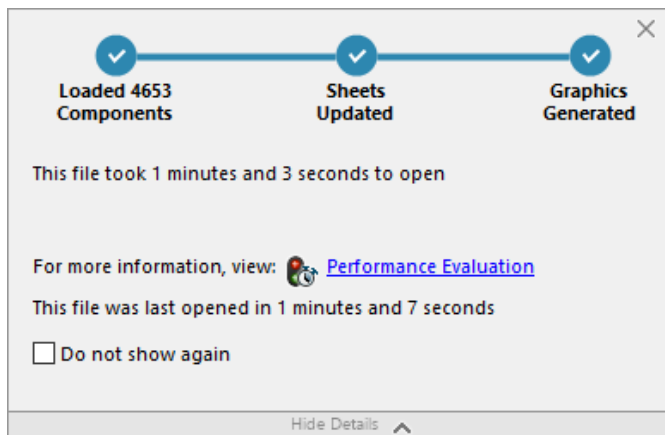 Loaded 4653
Components
Sheets
Updated
Graphics
Generated
This file took 1 minutes and 3 seconds to open
For more information, view: Performance Evaluation
This file was last opened in 1 minutes and 7 seconds
Do not show again
Hide Details